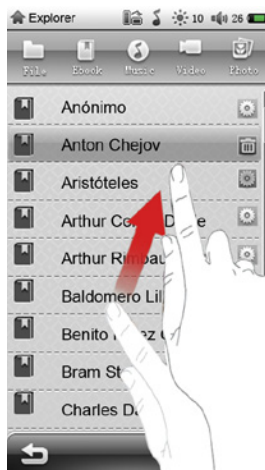 Explorer 10 26
File Ebook Music Video Photo
Anónimo
Anton Chejov
Aristóteles
Arthur
Arthur
Baldomero
Benito
Bram
Charles